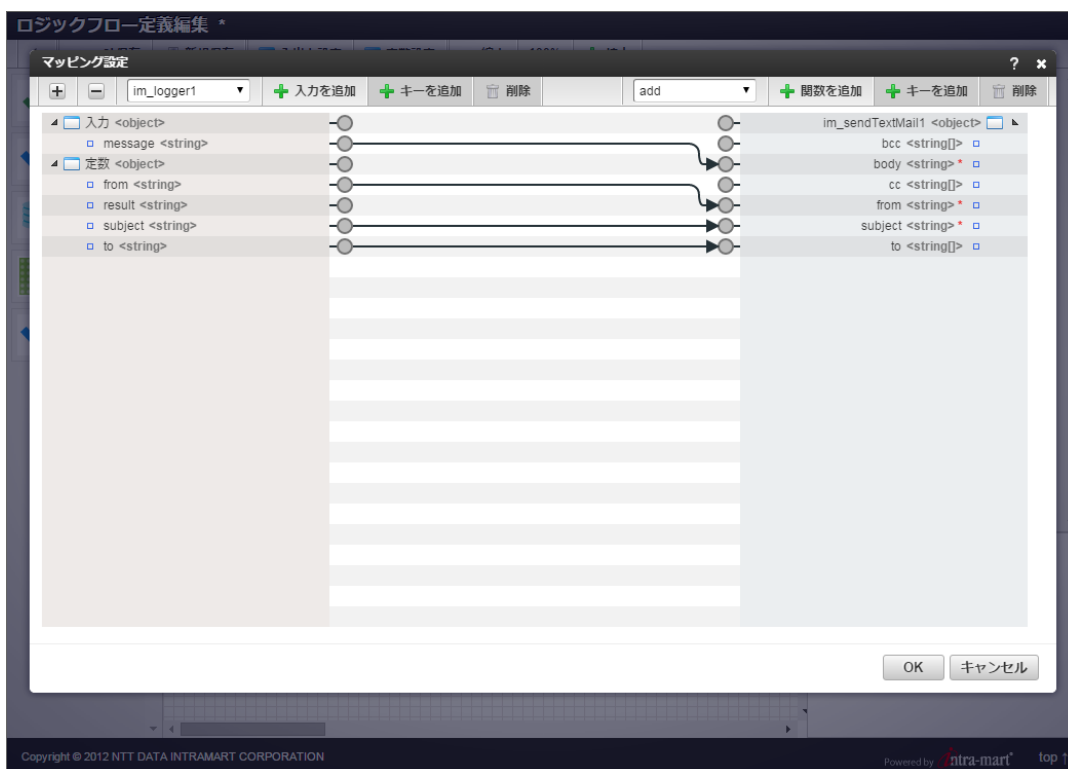 ロジックフロー定義編集 *
マッピング設定 ? ×
im_logger1 ▼ 入力を追加 キーを追加 削除 add ▼ 関数を追加 キーを追加 削除
入力 <object> im_sendTextMail1 <object>
message <string> bcc <string[]>
定数 <object> body <string> *
from <string> cc <string[]>
result <string> from <string> *
subject <string> subject <string> *
to <string> to <string[]>
OK キャンセル
Copyright © 2012 NTT DATA INTRAMART CORPORATION Powered by intra-mart top ↑